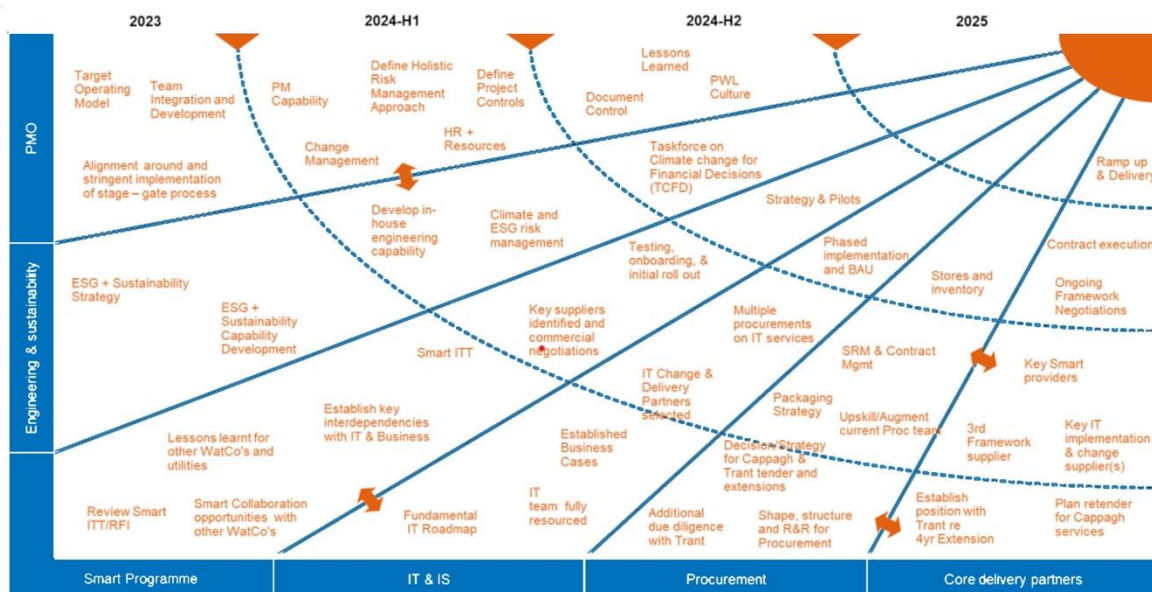 2023
2024-H1
2024-H2
2025
PMO
Engineering & sustainability
Target
Operating
Model
Team
Integration and
Development
PM
Capability
Define Holistic
Risk
Management
Approach
Define
Project
Controls
Lessons
Learned
Document
Control
PWL
Culture
Alignment around and
stringent implementation
of stage – gate process
Change
Management
HR +
Resources
Taskforce on
Climate change for
Financial Decisions
(TCFD)
Ramp up
& Delivery
Develop in-
house
engineering
capability
Climate and
ESG risk
management
Strategy & Pilots
Testing,
onboarding, &
initial roll out
Phased
implementation
and BAU
Contract execution
ESG + Sustainability
Strategy
ESG +
Sustainability
Capability
Development
Stores and
inventory
Ongoing
Framework
Negotiations
Key suppliers
identified and
commercial
negotiations
Multiple
procurements
on IT services
Smart ITT
SRM & Contract
Mgmt
Key Smart
providers
IT Change &
Delivery
Partners
selected
Packaging
Strategy
Establish key
interdependencies
with IT & Business
Upskill/Augment
current Proc team
3rd
Framework
supplier
Key IT
implementation
& change
supplier(s)
Lessons learnt for
other WatCo's and
utilities
Established
Business
Cases
Decision/Strategy
for Cappagh &
Trant tender and
extensions
Review Smart
ITT/RFI
Smart Collaboration
opportunities with
other WatCo's
Fundamental
IT Roadmap
IT
team fully
resourced
Additional
due diligence
with Trant
Shape, structure
and R&R for
Procurement
Establish
position with
Trant re
4yr Extension
Plan retender
for Cappagh
services
Smart Programme
IT & IS
Procurement
Core delivery partners